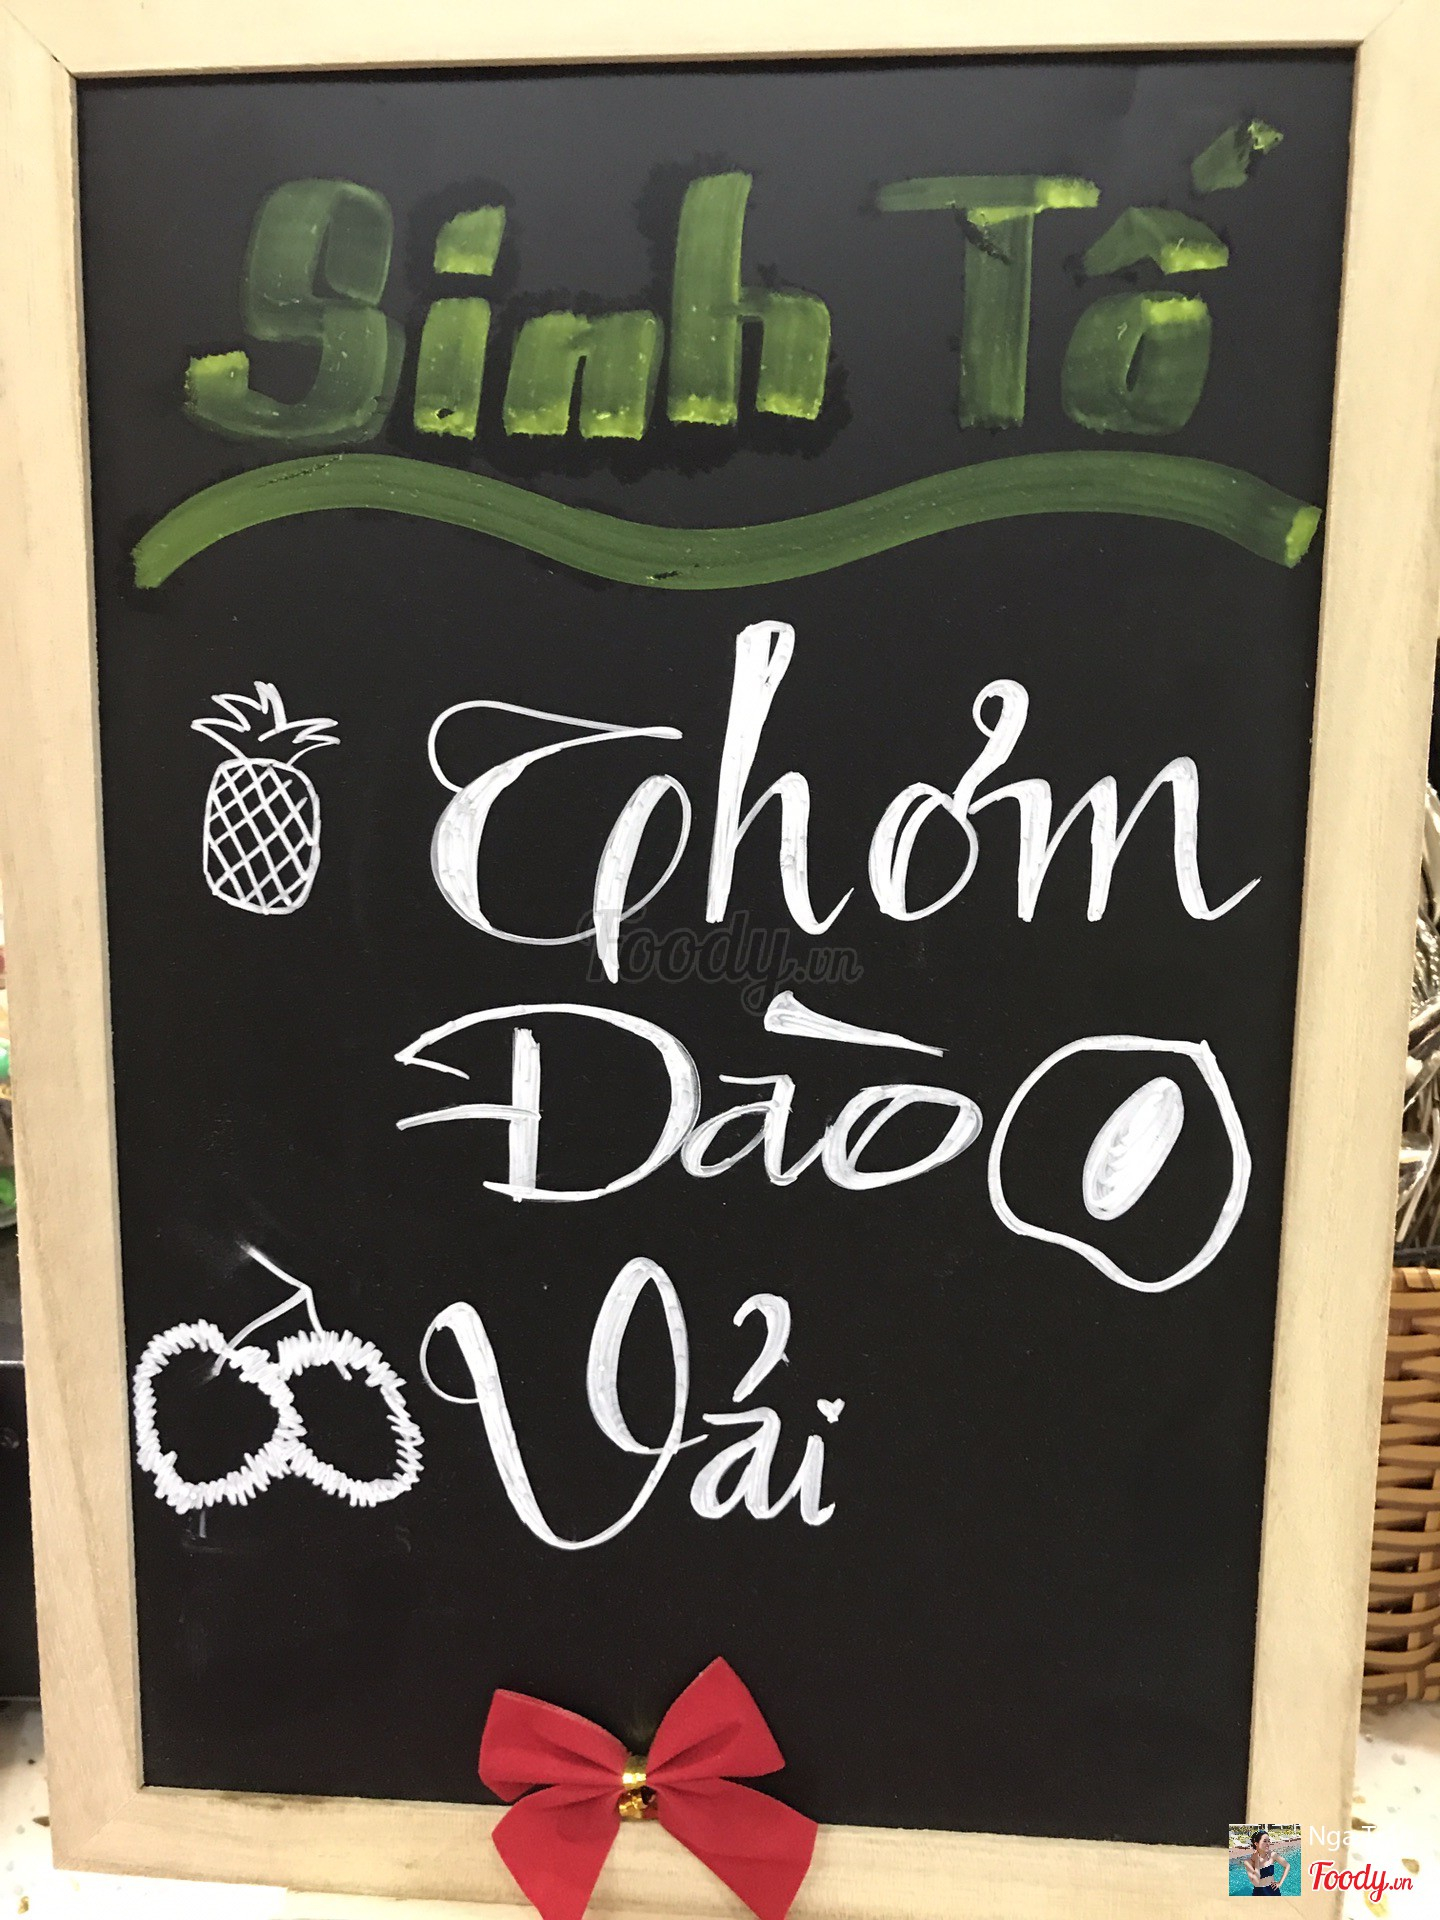 Sinh Tố
Thơm
Đào
Vải
Foody.vn
Foody.vn